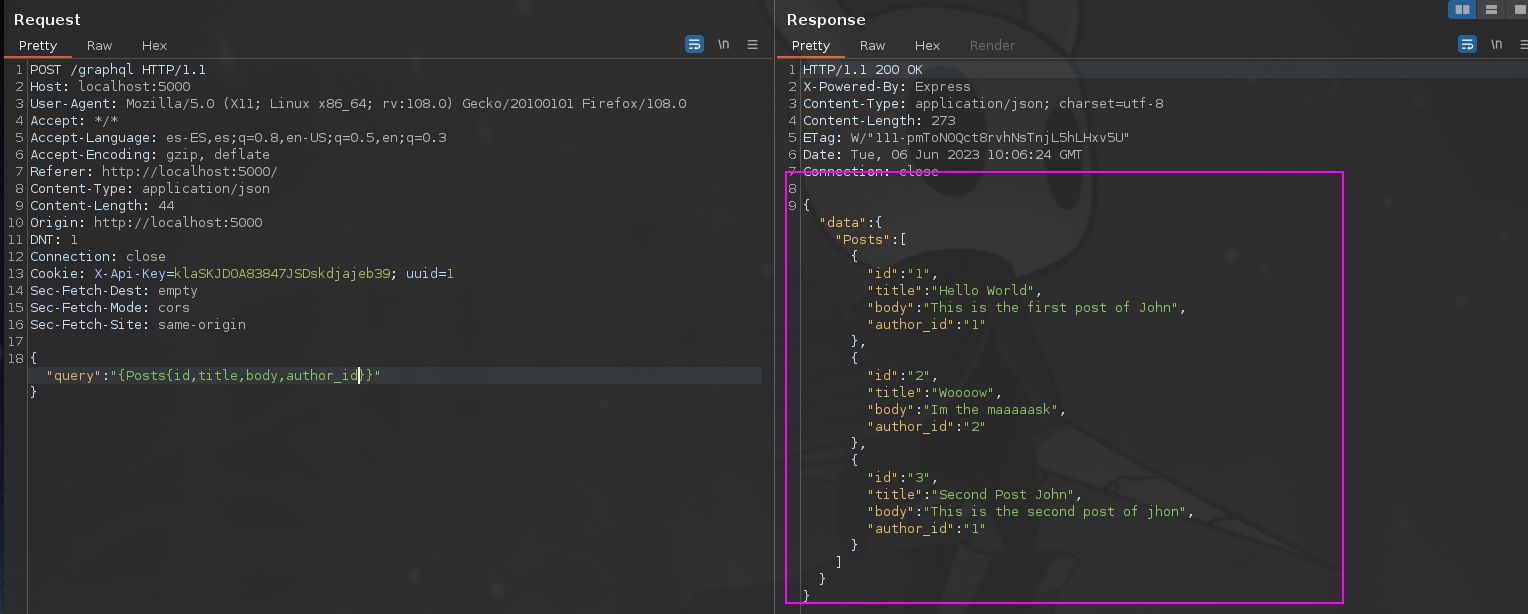 Request
Pretty Raw Hex
\n
1 POST /graphql HTTP/1.1
2 Host: localhost:5000
3 User-Agent: Mozilla/5.0 (X11; Linux x86_64; rv:108.0) Gecko/20100101 Firefox/108.0
4 Accept: */*
5 Accept-Language: es-ES,es;q=0.8,en-US;q=0.5,en;q=0.3
6 Accept-Encoding: gzip, deflate
7 Referer: http://localhost:5000/
8 Content-Type: application/json
9 Content-Length: 44
10 Origin: http://localhost:5000
11 DNT: 1
12 Connection: close
13 Cookie: X-Api-Key=klaSKJDOA83847JSDskdjajeb39; uuid=1
14 Sec-Fetch-Dest: empty
15 Sec-Fetch-Mode: cors
16 Sec-Fetch-Site: same-origin
17
18 {
"query":"{Posts{id,title,body,author_id}}"
}
Response
Pretty Raw Hex Render
\n
1 HTTP/1.1 200 OK
2 X-Powered-By: Express
3 Content-Type: application/json; charset=utf-8
4 Content-Length: 273
5 ETag: W/"111-pmToNOQct8rvhNsTnjL5hLHxv5U"
6 Date: Tue, 06 Jun 2023 10:06:24 GMT
7 Connection: close
8
9 {
"data":{
"Posts":[
{
"id":"1",
"title":"Hello World",
"body":"This is the first post of John",
"author_id":"1"
},
{
"id":"2",
"title":"Woooow",
"body":"Im the maaaaask",
"author_id":"2"
},
{
"id":"3",
"title":"Second Post John",
"body":"This is the second post of jhon",
"author_id":"1"
}
]
}
}